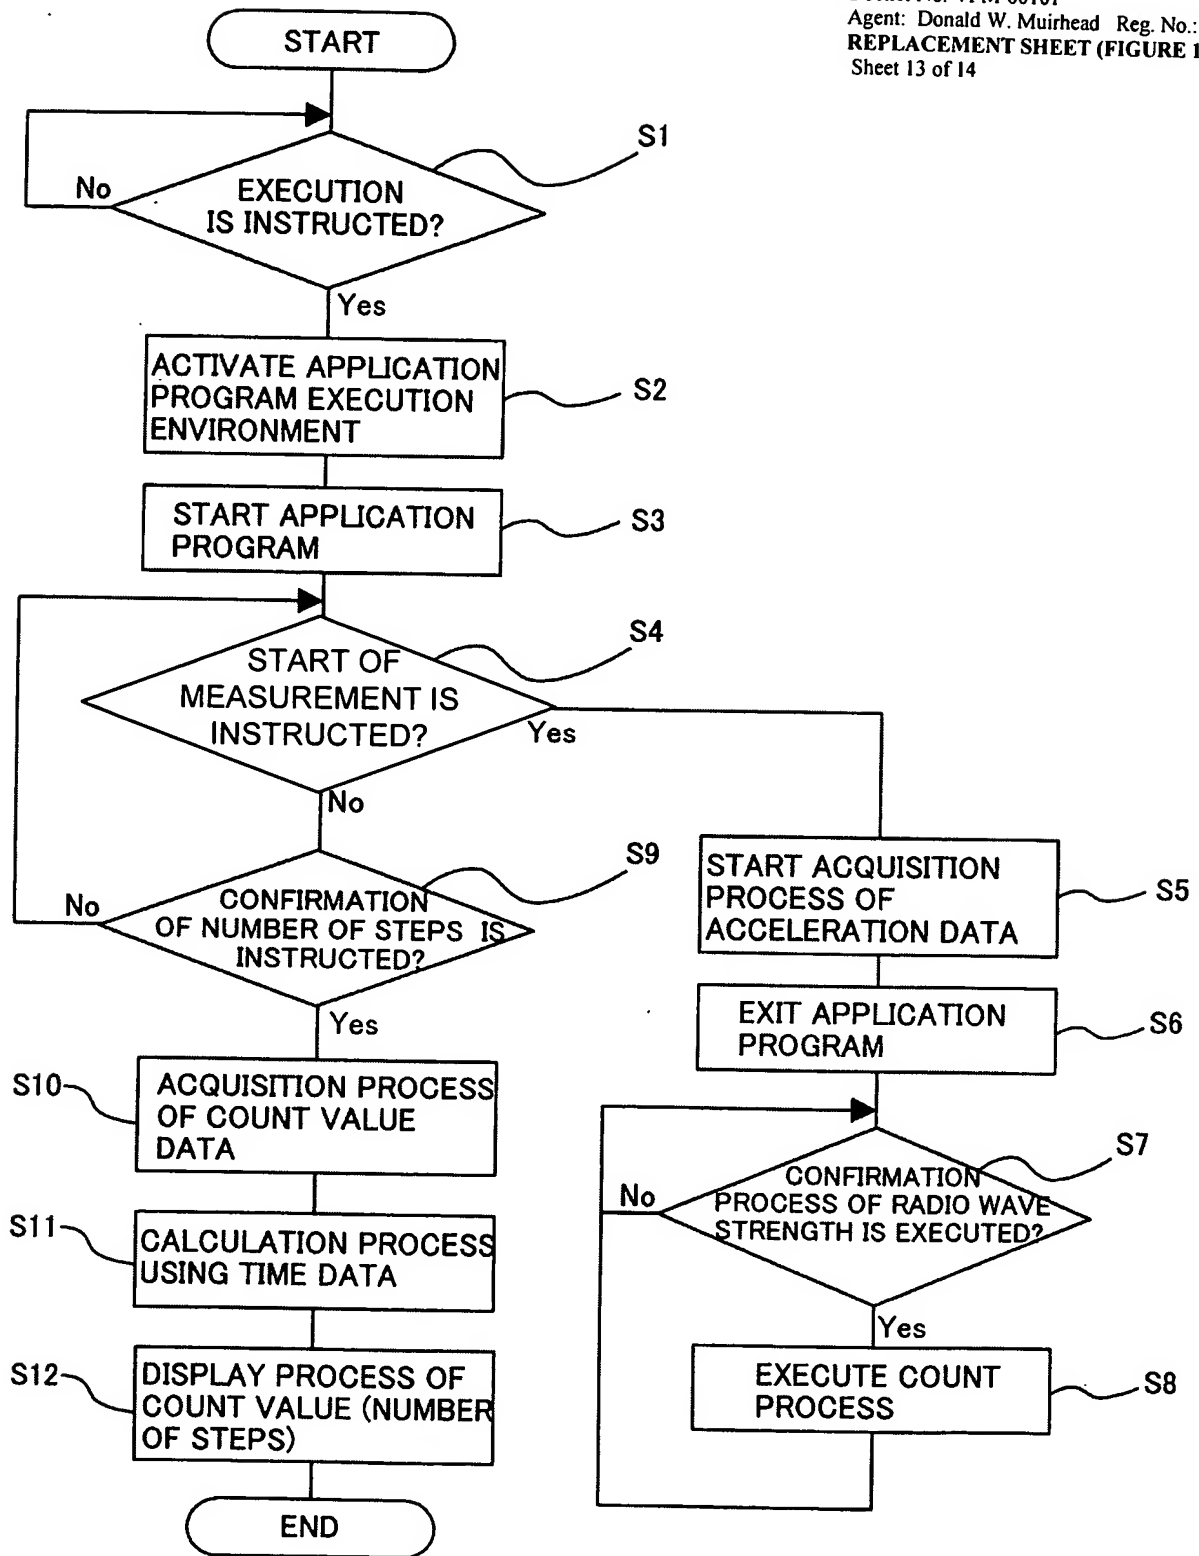 Agent: Donald W. Muirhead Reg. No.:
REPLACEMENT SHEET (FIGURE 1
Sheet 13 of 14
START
S1
EXECUTION
IS INSTRUCTED?
No
Yes
ACTIVATE APPLICATION
PROGRAM EXECUTION
ENVIRONMENT
S2
START APPLICATION
PROGRAM
S3
S4
START OF
MEASUREMENT IS
INSTRUCTED?
Yes
No
S9
CONFIRMATION
OF NUMBER OF STEPS IS
INSTRUCTED?
No
Yes
S10
ACQUISITION PROCESS
OF COUNT VALUE
DATA
S11
CALCULATION PROCESS
USING TIME DATA
S12
DISPLAY PROCESS OF
COUNT VALUE (NUMBER
OF STEPS)
END
START ACQUISITION
PROCESS OF
ACCELERATION DATA
S5
EXIT APPLICATION
PROGRAM
S6
S7
CONFIRMATION
PROCESS OF RADIO WAVE
STRENGTH IS EXECUTED?
No
Yes
EXECUTE COUNT
PROCESS
S8